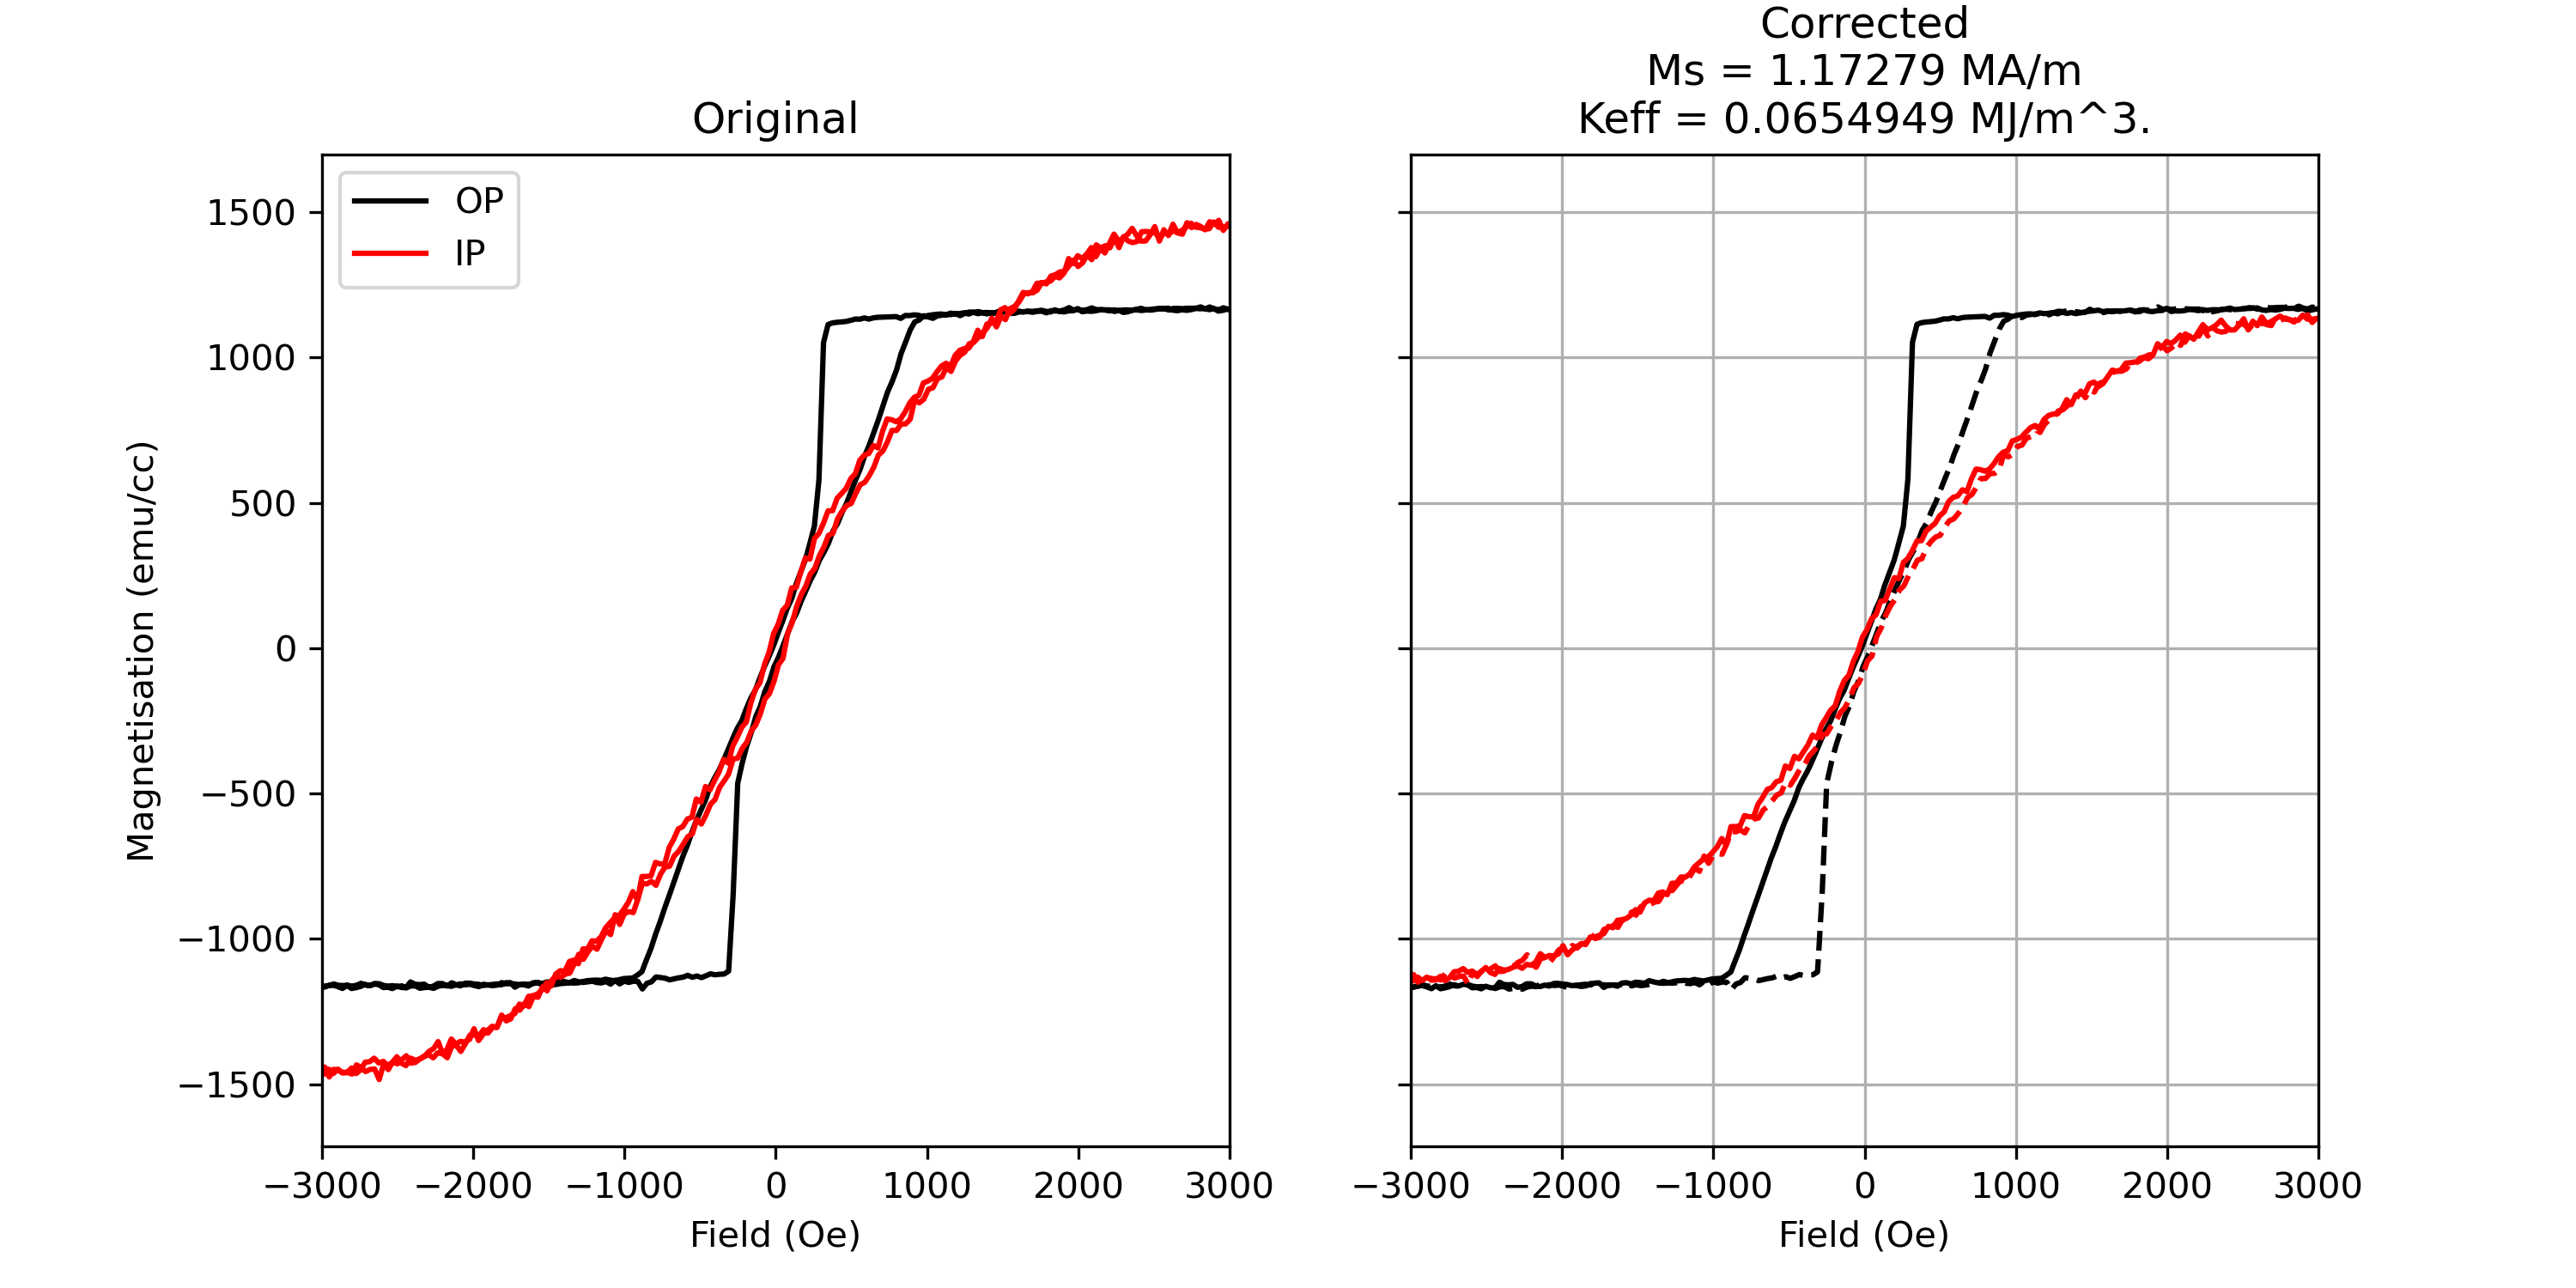 Original
OP
IP
1500
1000
500
0
−500
−1000
−1500
Magnetisation (emu/cc)
−3000 −2000 −1000 0 1000 2000 3000
Field (Oe)
Corrected
Ms = 1.17279 MA/m
Keff = 0.0654949 MJ/m^3.
−3000 −2000 −1000 0 1000 2000 3000
Field (Oe)